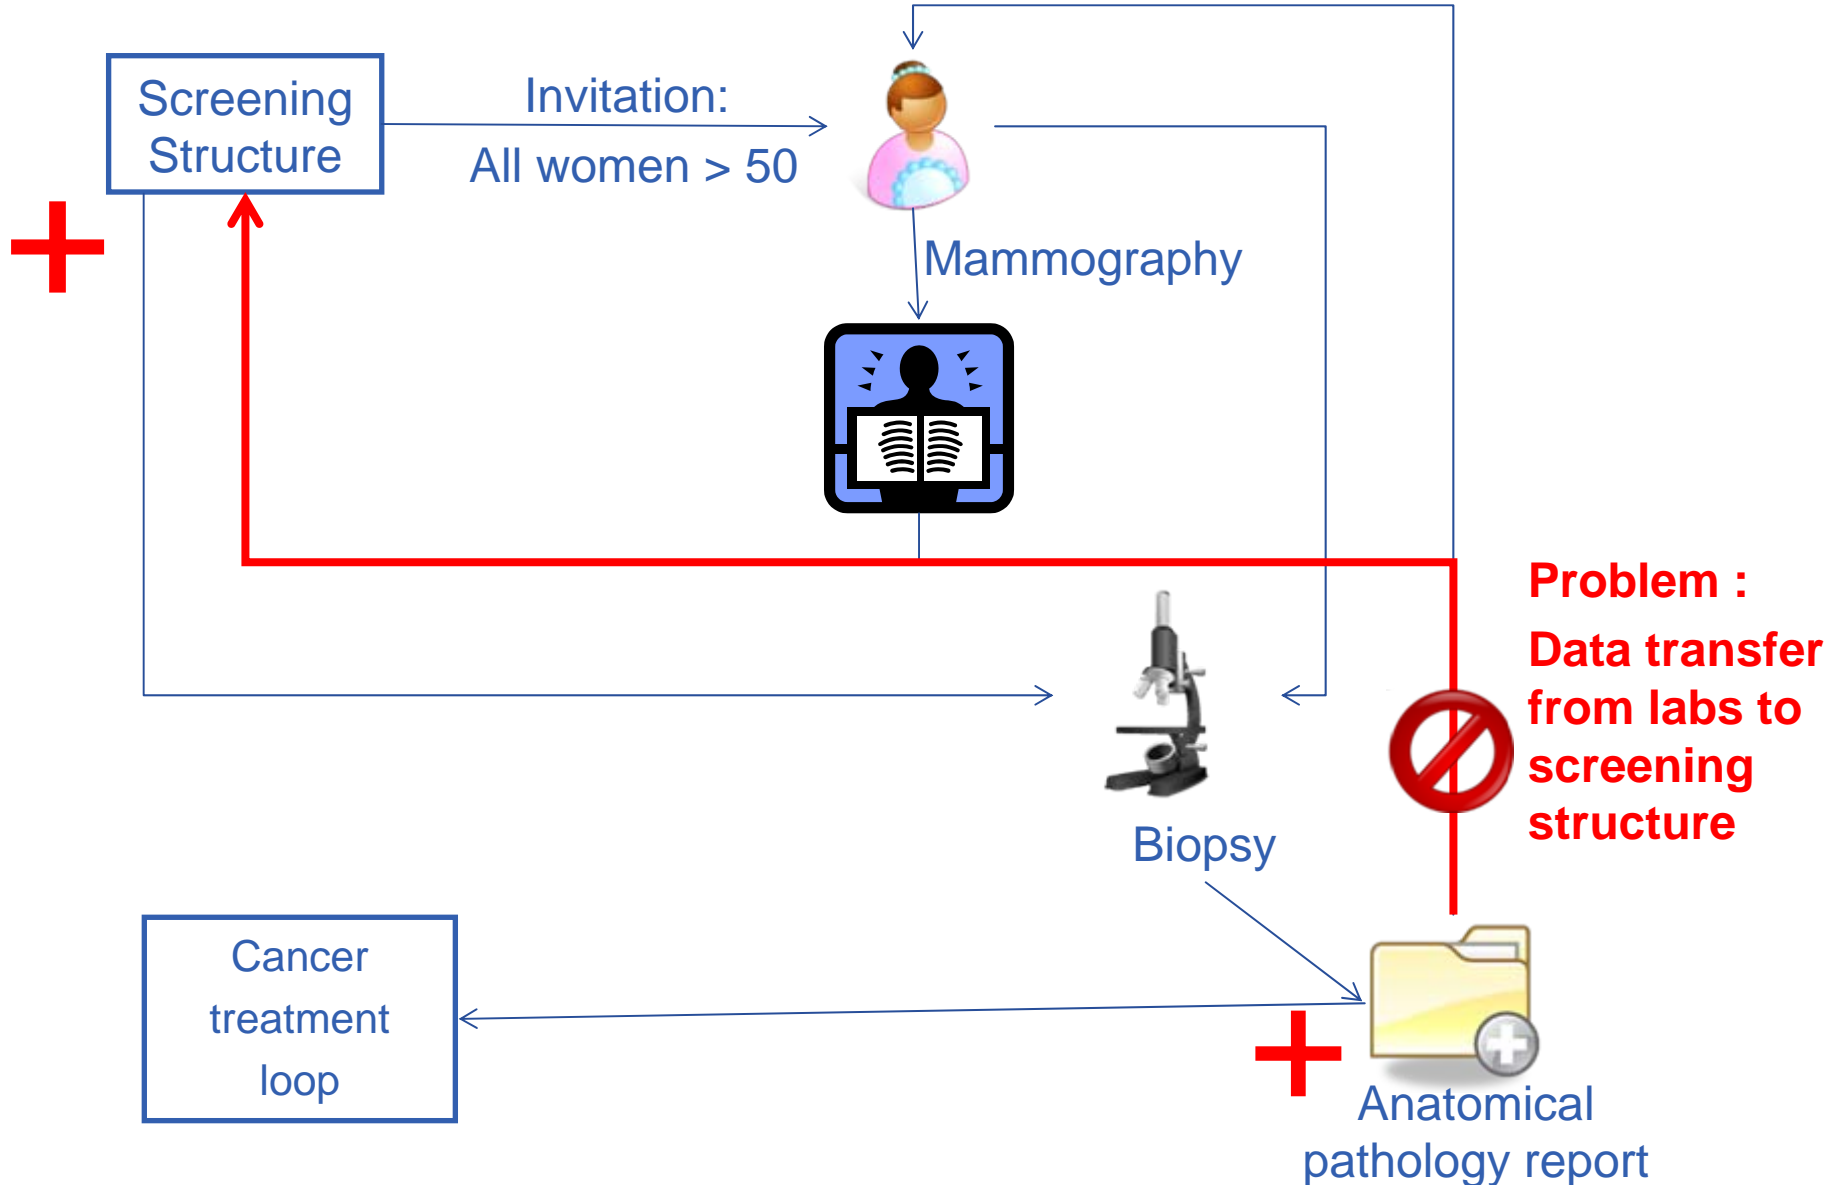 Screening
Structure
Invitation:
All women > 50
Mammography
Problem :
Data transfer
from labs to
screening
structure
Biopsy
Cancer
treatment
loop
Anatomical
pathology report